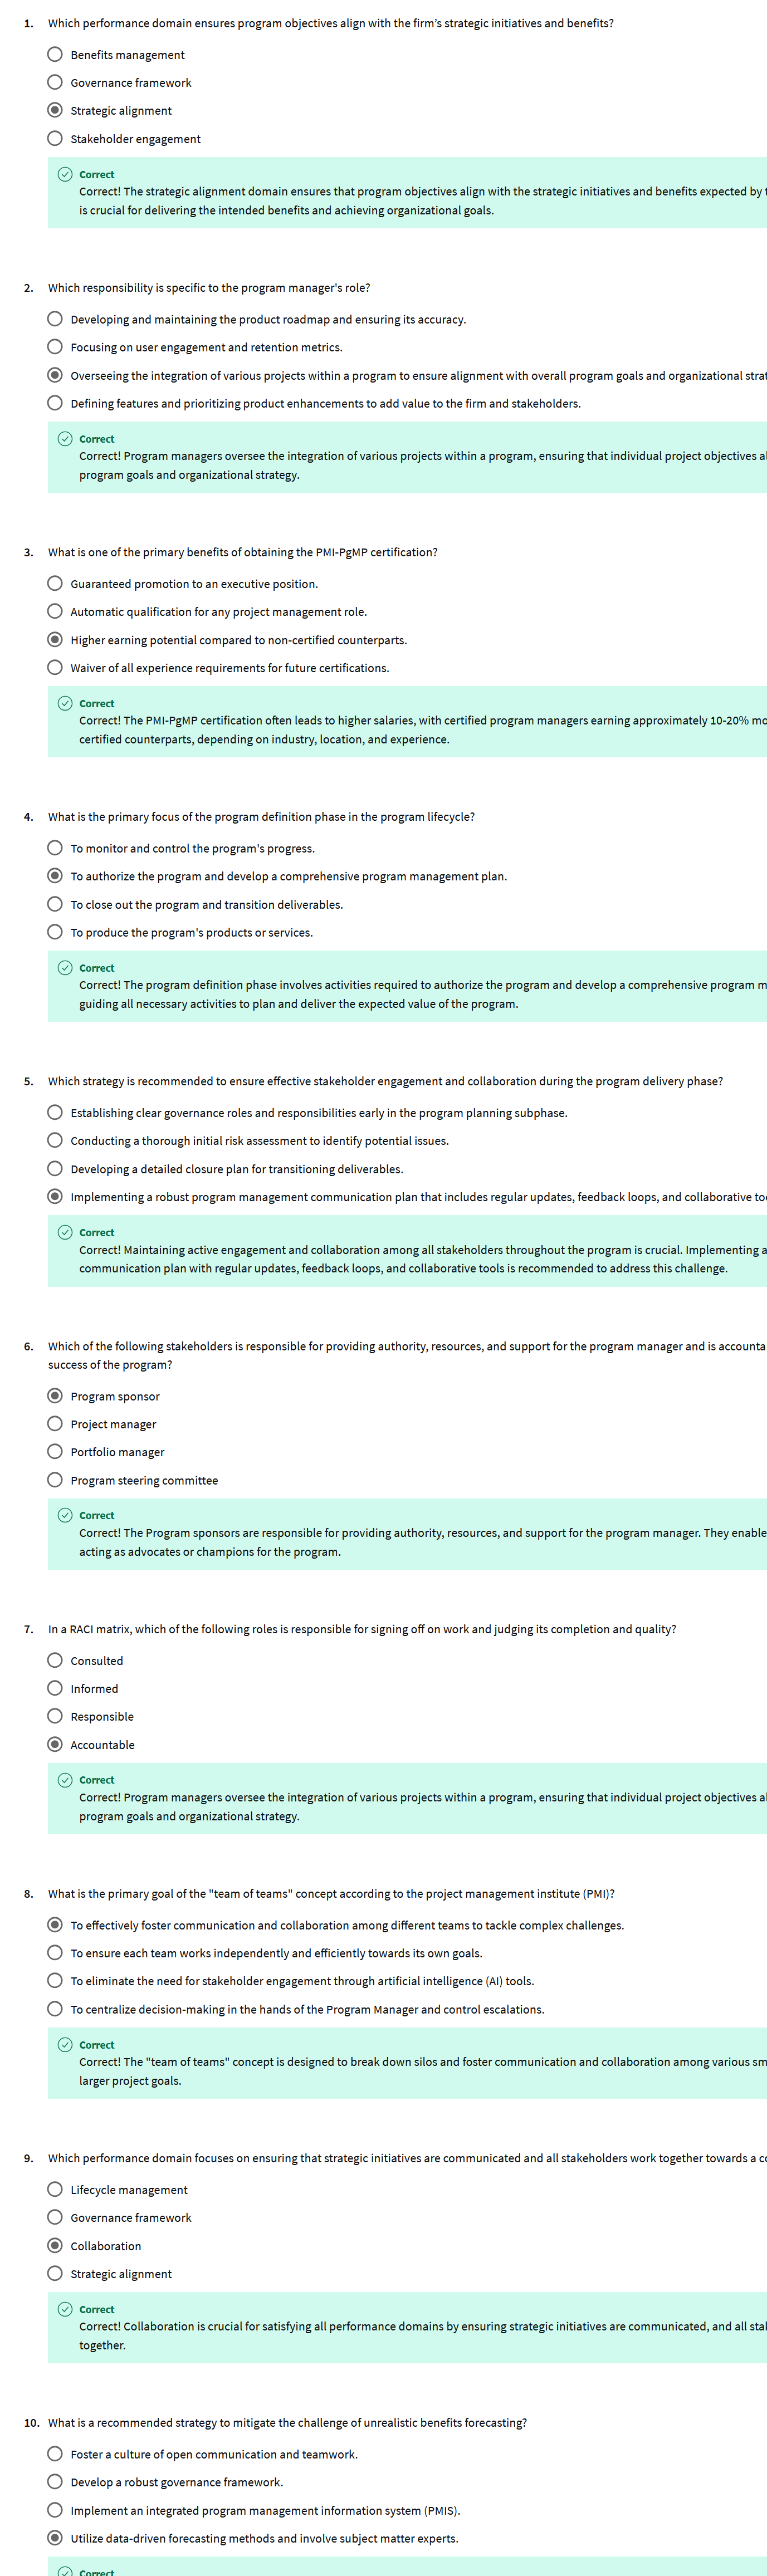 1. Which performance domain ensures program objectives align with the firm's strategic initiatives and benefits?
Benefits management
Governance framework
Strategic alignment
Stakeholder engagement
Correct
Correct! The strategic alignment domain ensures that program objectives align with the strategic initiatives and benefits expected by
is crucial for delivering the intended benefits and achieving organizational goals.
2. Which responsibility is specific to the program manager's role?
Developing and maintaining the product roadmap and ensuring its accuracy.
Focusing on user engagement and retention metrics.
Overseeing the integration of various projects within a program to ensure alignment with overall program goals and organizational strat
Defining features and prioritizing product enhancements to add value to the firm and stakeholders.
Correct
Correct! Program managers oversee the integration of various projects within a program, ensuring that individual project objectives al
program goals and organizational strategy.
3. What is one of the primary benefits of obtaining the PMI-PgMP certification?
Guaranteed promotion to an executive position.
Automatic qualification for any project management role.
Higher earning potential compared to non-certified counterparts.
Waiver of all experience requirements for future certifications.
Correct
Correct! The PMI-PgMP certification often leads to higher salaries, with certified program managers earning approximately 10-20% mo
certified counterparts, depending on industry, location, and experience.
4. What is the primary focus of the program definition phase in the program lifecycle?
To monitor and control the program's progress.
To authorize the program and develop a comprehensive program management plan.
To close out the program and transition deliverables.
To produce the program's products or services.
Correct
Correct! The program definition phase involves activities required to authorize the program and develop a comprehensive program m
guiding all necessary activities to plan and deliver the expected value of the program.
5. Which strategy is recommended to ensure effective stakeholder engagement and collaboration during the program delivery phase?
Establishing clear governance roles and responsibilities early in the program planning subphase.
Conducting a thorough initial risk assessment to identify potential issues.
Developing a detailed closure plan for transitioning deliverables.
Implementing a robust program management communication plan that includes regular updates, feedback loops, and collaborative to
Correct
Correct! Maintaining active engagement and collaboration among all stakeholders throughout the program is crucial. Implementing a
communication plan with regular updates, feedback loops, and collaborative tools is recommended to address this challenge.
6. Which of the following stakeholders is responsible for providing authority, resources, and support for the program manager and is accounta
success of the program?
Program sponsor
Project manager
Portfolio manager
Program steering committee
Correct
Correct! The Program sponsors are responsible for providing authority, resources, and support for the program manager. They enable
acting as advocates or champions for the program.
7. In a RACI matrix, which of the following roles is responsible for signing off on work and judging its completion and quality?
Consulted
Informed
Responsible
Accountable
Correct
Correct! Program managers oversee the integration of various projects within a program, ensuring that individual project objectives al
program goals and organizational strategy.
8. What is the primary goal of the "team of teams" concept according to the project management institute (PMI)?
To effectively foster communication and collaboration among different teams to tackle complex challenges.
To ensure each team works independently and efficiently towards its own goals.
To eliminate the need for stakeholder engagement through artificial intelligence (AI) tools.
To centralize decision-making in the hands of the Program Manager and control escalations.
Correct
Correct! The "team of teams" concept is designed to break down silos and foster communication and collaboration among various sm
larger project goals.
9. Which performance domain focuses on ensuring that strategic initiatives are communicated and all stakeholders work together towards a co
Lifecycle management
Governance framework
Collaboration
Strategic alignment
Correct
Correct! Collaboration is crucial for satisfying all performance domains by ensuring strategic initiatives are communicated, and all stak
together.
10. What is a recommended strategy to mitigate the challenge of unrealistic benefits forecasting?
Foster a culture of open communication and teamwork.
Develop a robust governance framework.
Implement an integrated program management information system (PMIS).
Utilize data-driven forecasting methods and involve subject matter experts.
Correct